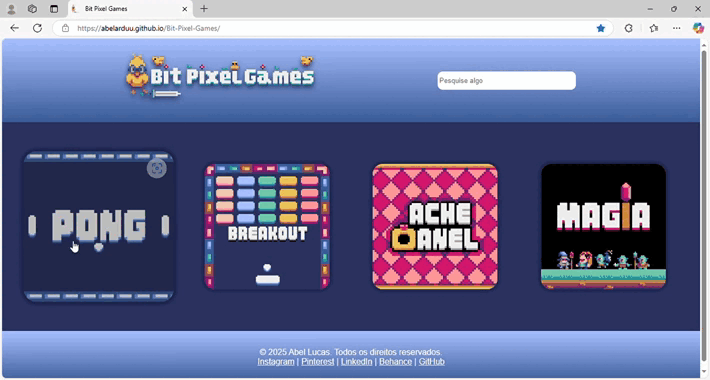 Bit Pixel Games
https://abelarduu.github.io/Bit-Pixel-Games/
Bit Pixel Games
Pesquise algo
PONG
BREAKOUT
ACHE
O ANEL
MAGIA
© 2025 Abel Lucas. Todos os direitos reservados.
Instagram | Pinterest | LinkedIn | Behance | GitHub